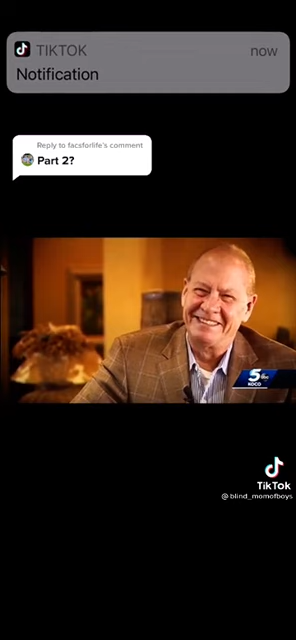 TIKTOK now
Notification
Reply to facsforlife's comment
Part 2?
5
KOCO
TikTok
@blind_momofboys